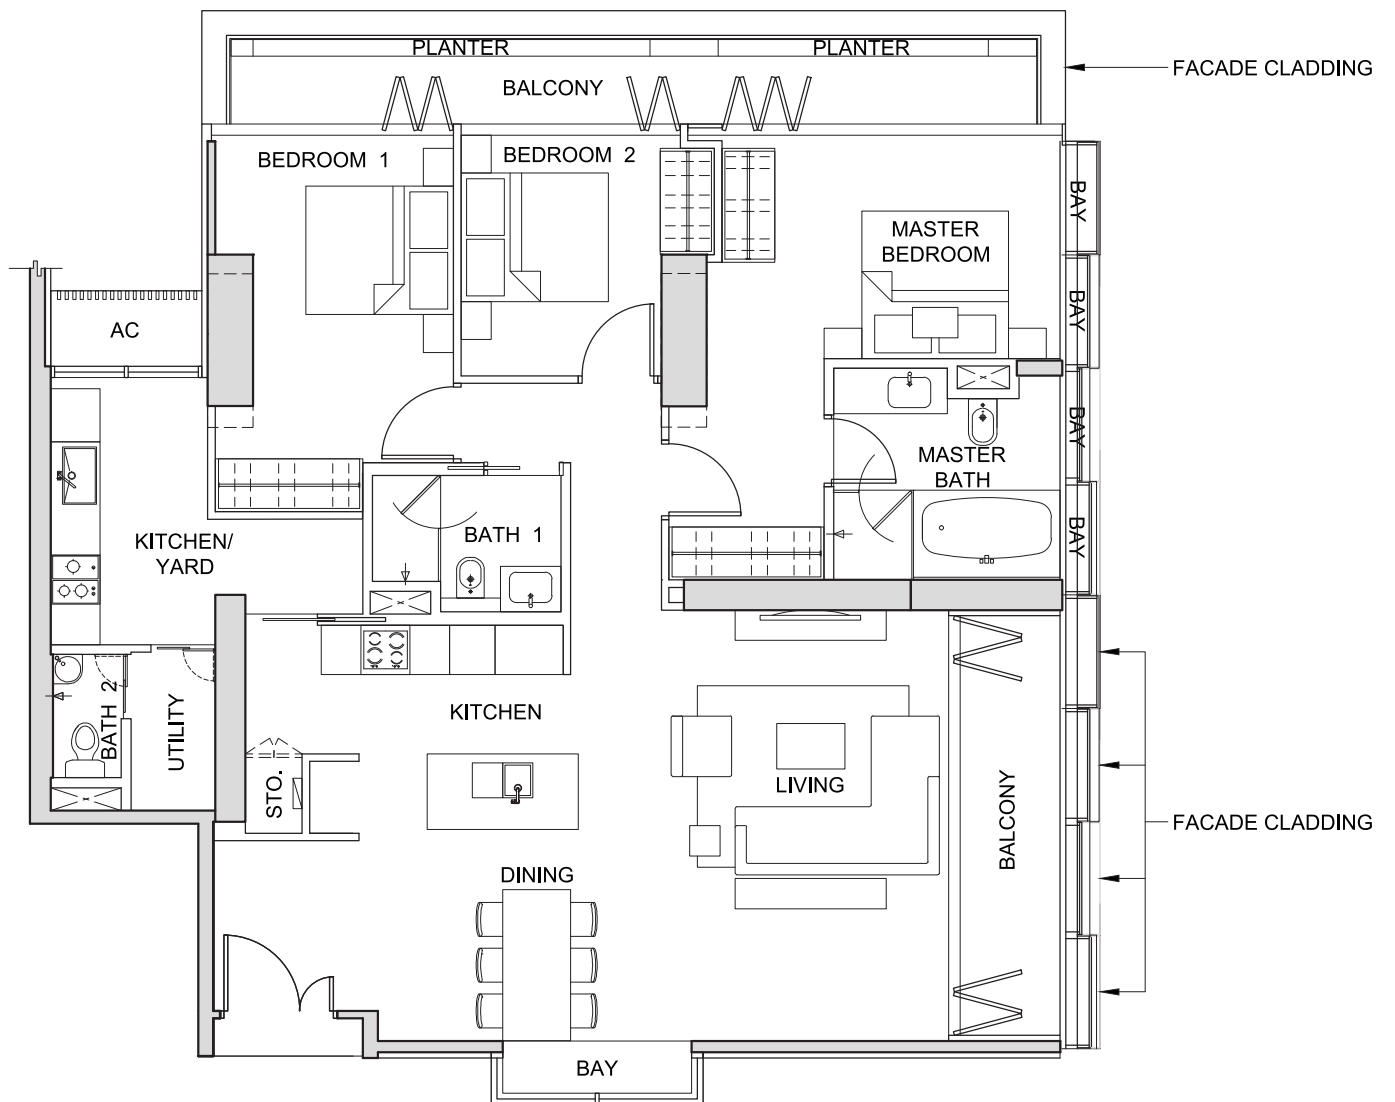 PLANTER
PLANTER
FACADE CLADDING
BALCONY
BEDROOM 1
BEDROOM 2
BAY
MASTER
BEDROOM
BAY
AC
BAY
MASTER
BATH
BATH 1
KITCHEN/
YARD
BAY
BATH 2
UTILITY
KITCHEN
STO.
LIVING
BALCONY
FACADE CLADDING
DINING
BAY